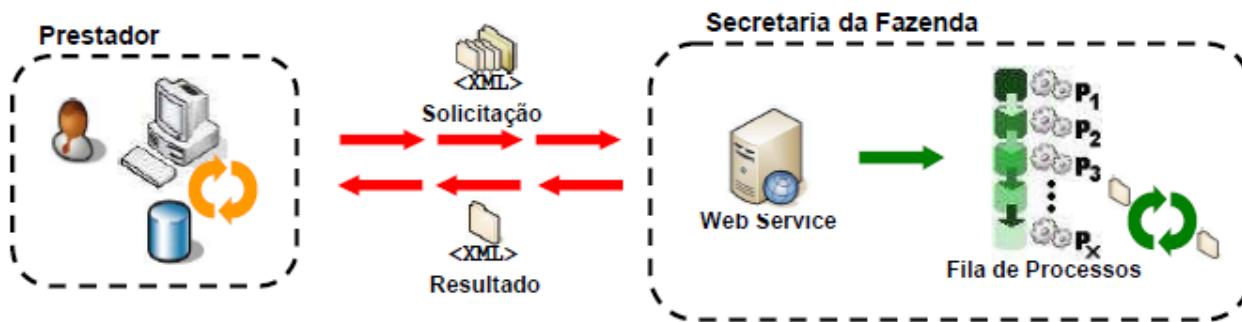 Prestador
<XML>
Solicitação
<XML>
Resultado
Secretaria da Fazenda
Web Service
P1
P2
P3
Px
Fila de Processos